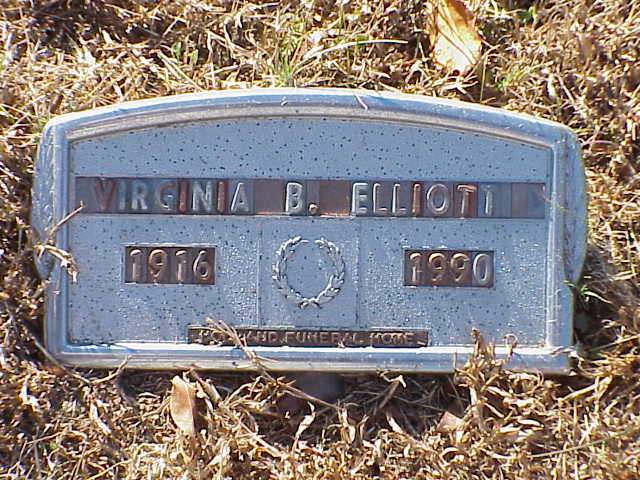 VIRGINIA B. ELLIOTT
1916 1990
FUNERAL HOME